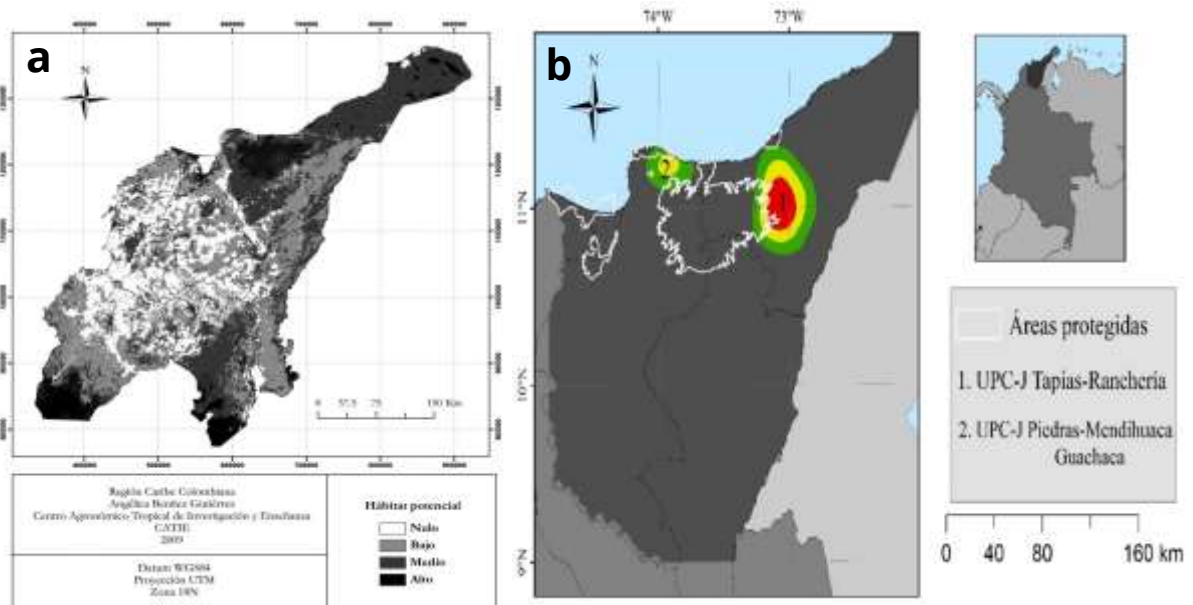 a
N
0 37.5 75 150 Km
Región Caribe Colombiana
Angélica Benítez Gutiérrez
Centro Agronómico Tropical de Investigación y Enseñanza
CATIE
2009
Datum WGS84
Proyección UTM
Zona 18N
Hábitat potencial
Nulo
Bajo
Medio
Alto
b
74°W 73°W
N
11°N
10°N
9°N
2
1
Áreas protegidas
1. UPC-J Tapias-Ranchería
2. UPC-J Piedras-Mendihuaca
Guachaca
0 40 80 160 km